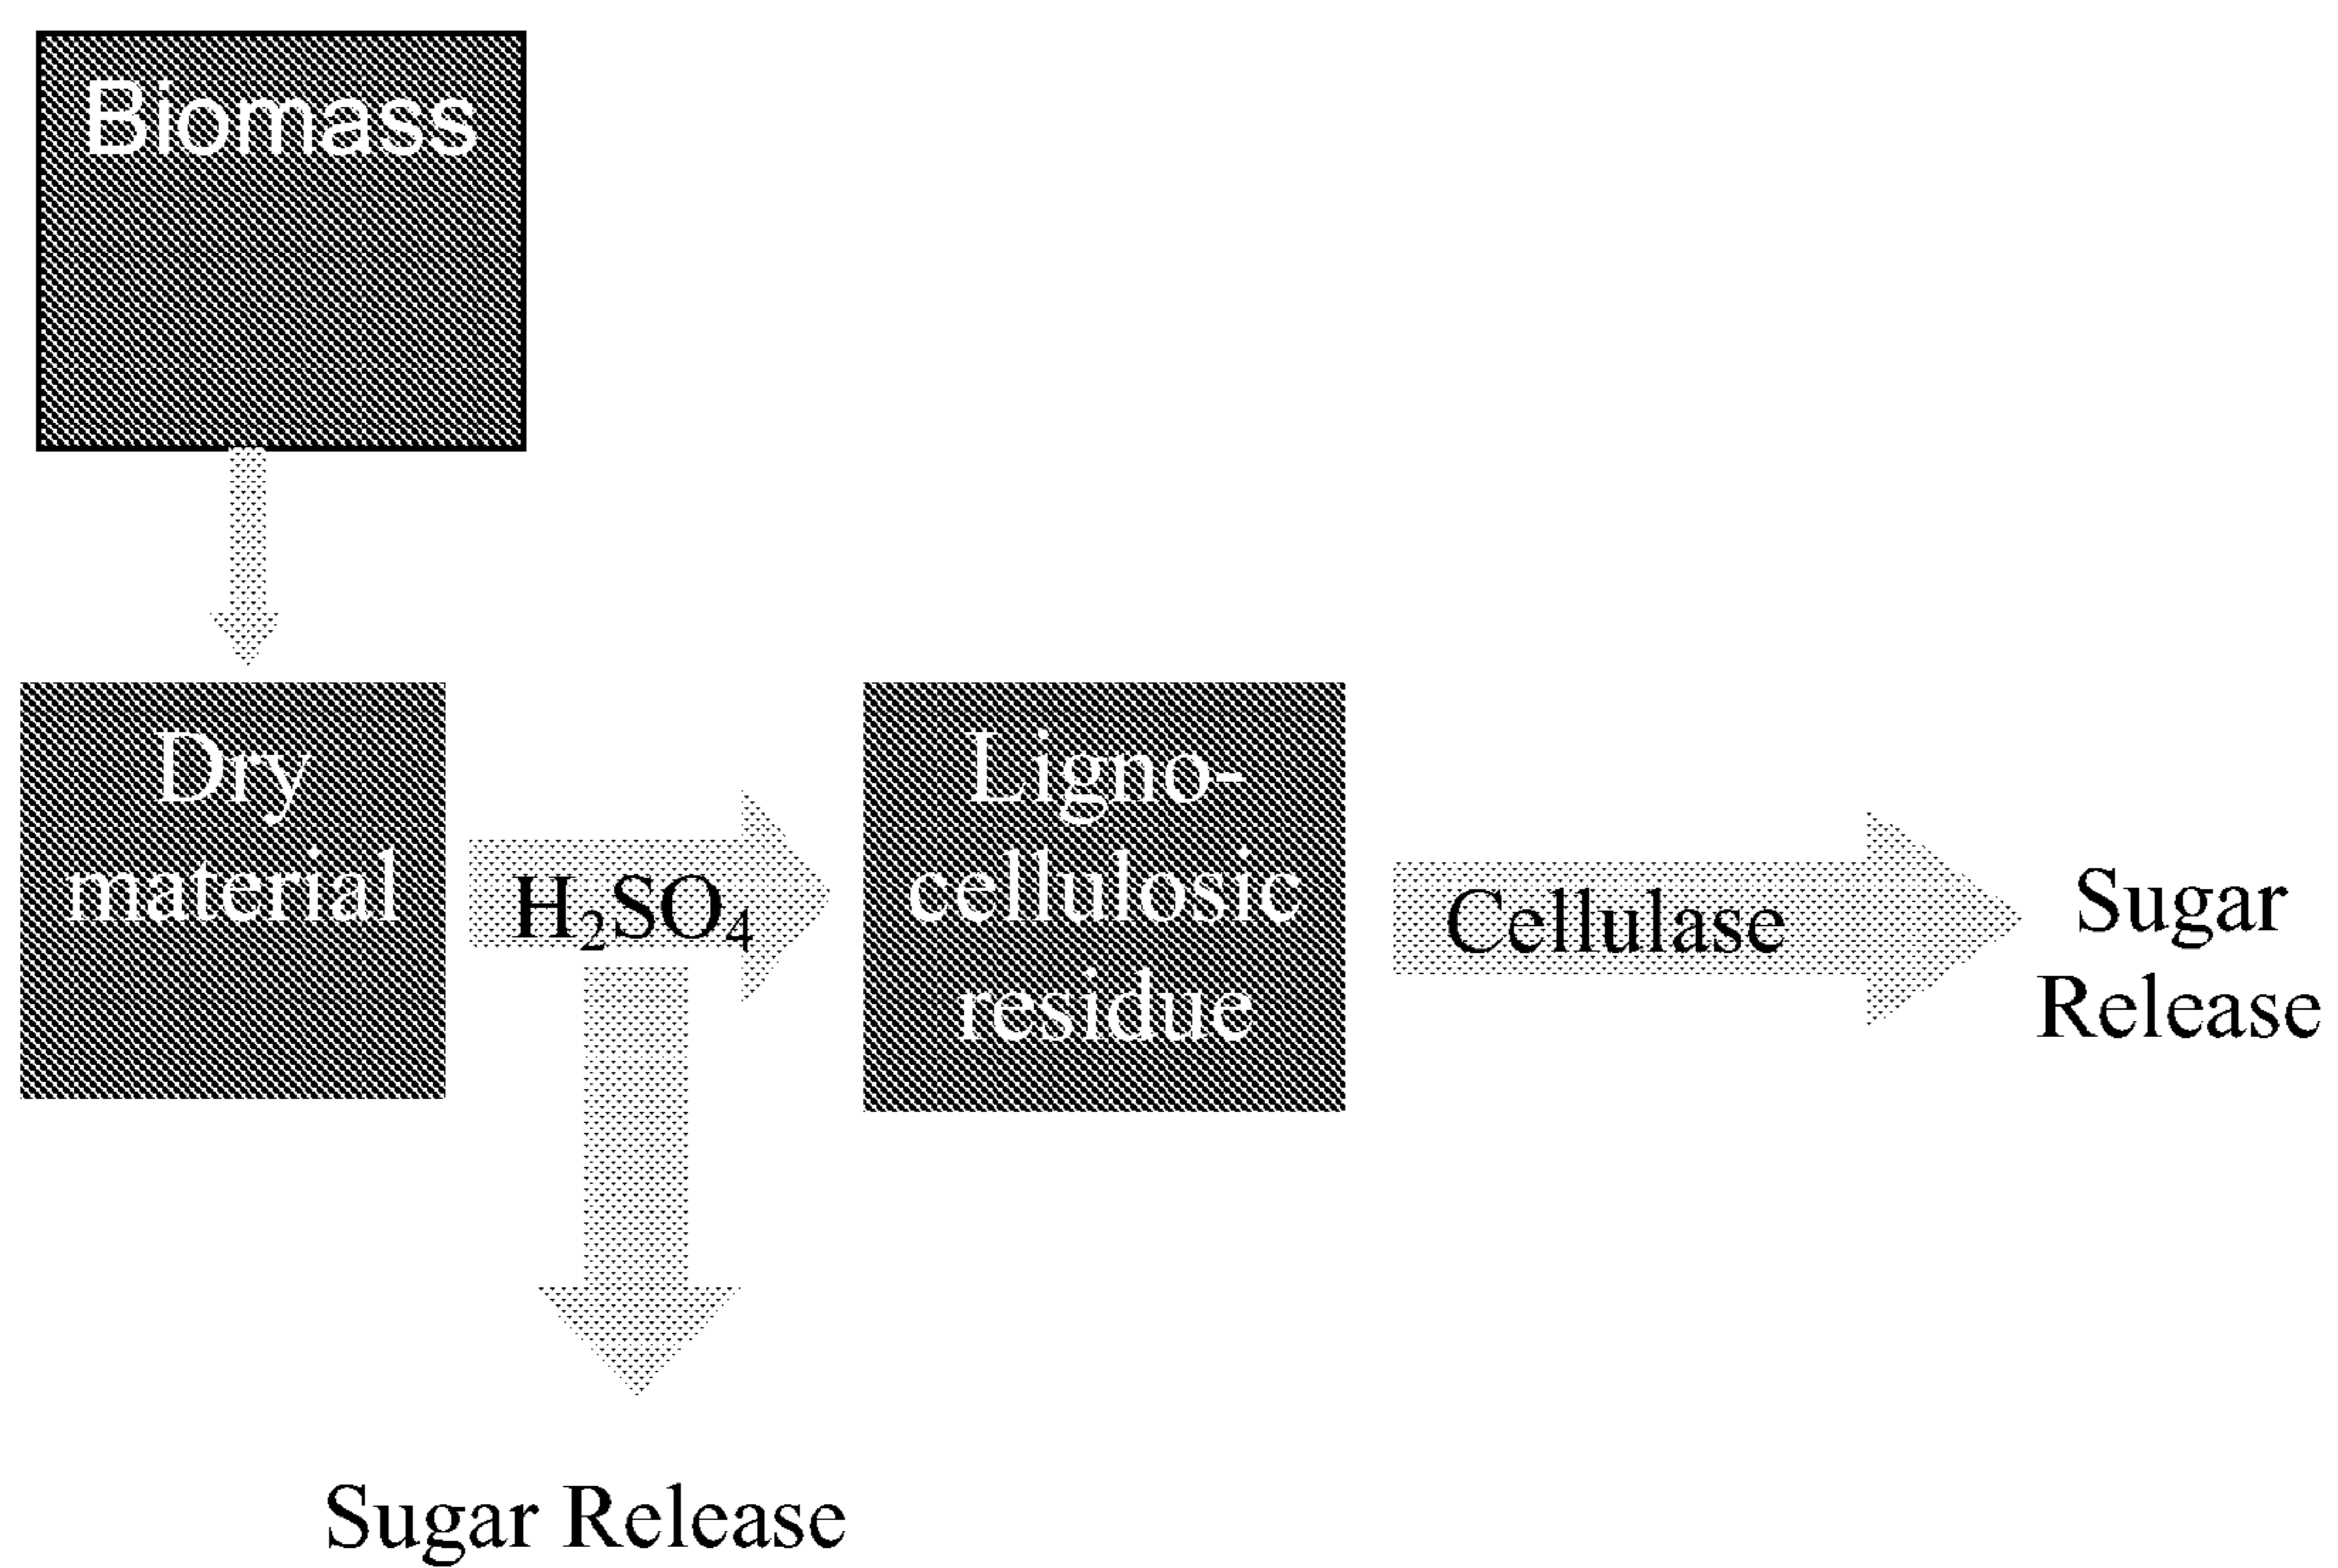 Biomass
Dry
material
H₂SO₄
Ligno-
cellulosic
residue
Cellulase
Sugar
Release
Sugar Release